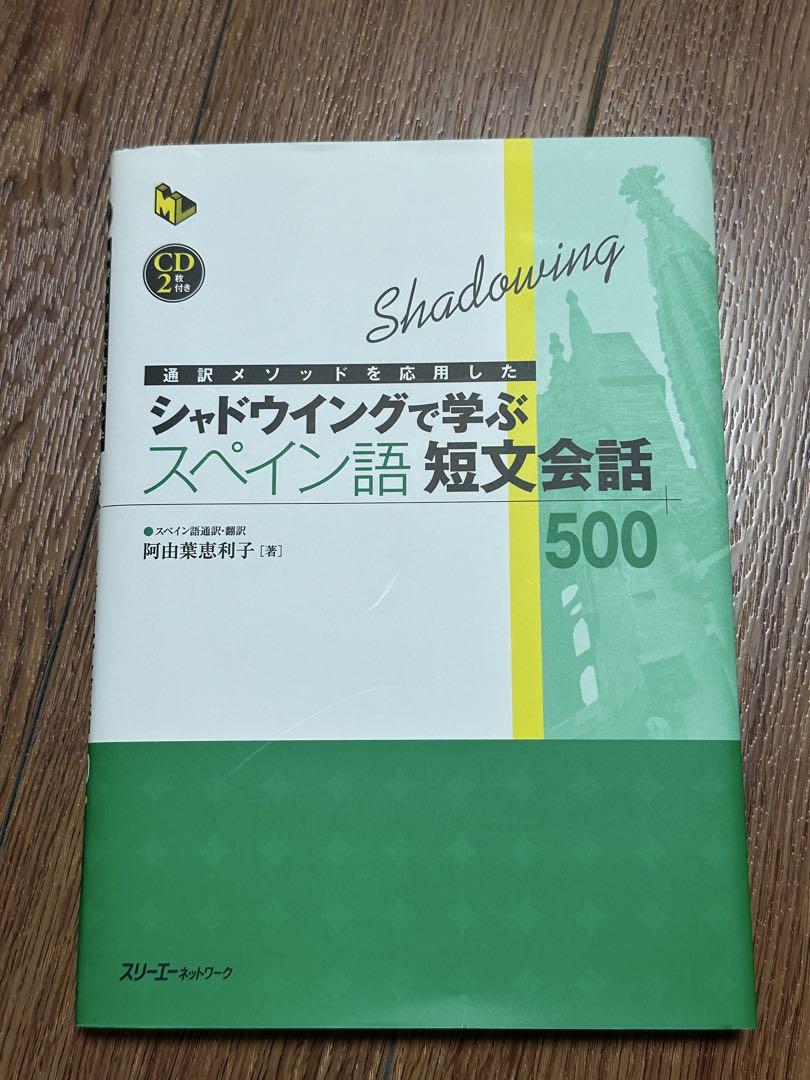 ML
CD
2枚付き
Shadowing
通訳メソッドを応用した
シャドウイングで学ぶ
スペイン語 短文会話
500
●スペイン語通訳・翻訳
阿由葉恵利子[著]
スリーエーネットワーク